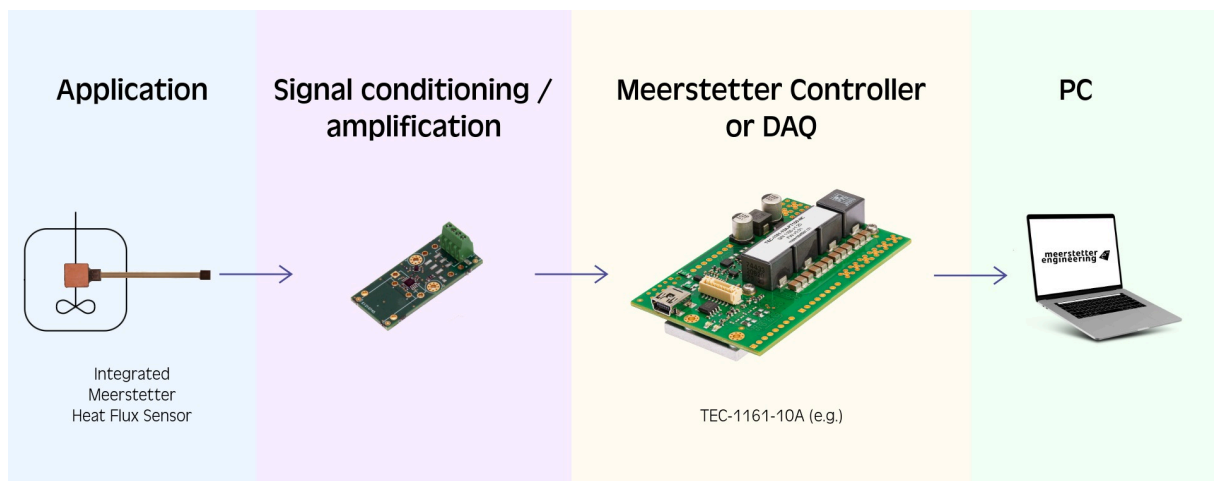 Application
Signal conditioning /
amplification
Meerstetter Controller
or DAQ
PC
meerstetter
engineering
Integrated
Meerstetter
Heat Flux Sensor
TEC-1161-10A (e.g.)